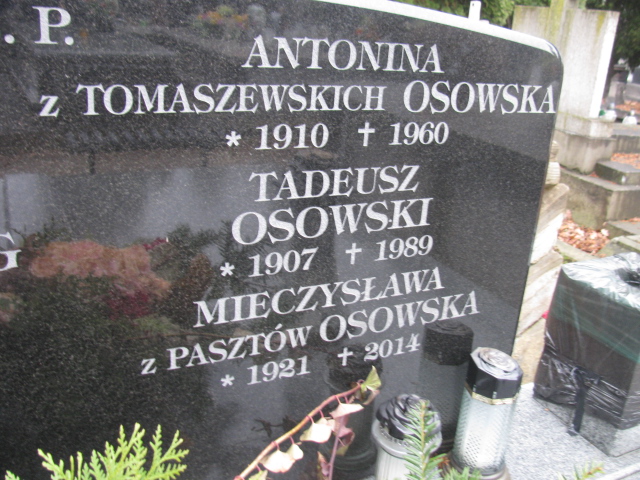 . P.
ANTONINA
z TOMASZEWSKICH OSOWSKA
* 1910 † 1960
TADEUSZ
OSOWSKI
* 1907 † 1989
MIECZYSŁAWA
z PASZTÓW OSOWSKA
* 1921 † 2014
G